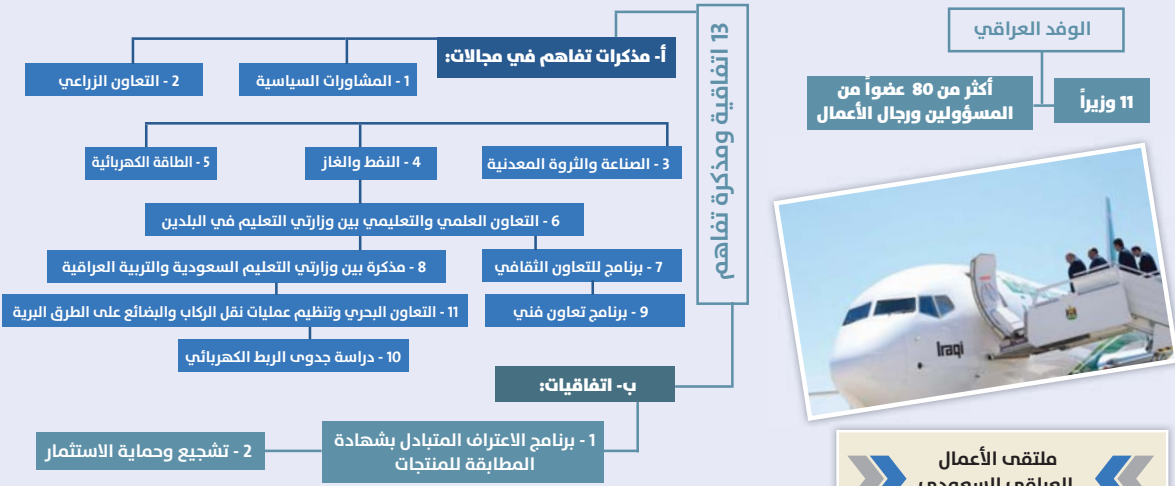 الوفد العراقي
11 وزيراً
أكثر من 80 عضواً من
المسؤولين ورجال الأعمال
Iraqi
ملتقى الأعمال
العراقي السعودي
13 اتفاقية ومذكرة تفاهم
أ- مذكرات تفاهم في مجالات:
1 - المشاورات السياسية
2 - التعاون الزراعي
3 - الصناعة والثروة المعدنية
4 - النفط والغاز
5 - الطاقة الكهربائية
6 - التعاون العلمي والتعليمي بين وزارتي التعليم في البلدين
7 - برنامج للتعاون الثقافي
8 - مذكرة بين وزارتي التعليم السعودية والتربية العراقية
9 - برنامج تعاون فني
11 - التعاون البحري وتنظيم عمليات نقل الركاب والبضائع على الطرق البرية
10 - دراسة جدوى الربط الكهربائي
ب- اتفاقيات:
1 - برنامج الاعتراف المتبادل بشهادة
المطابقة للمنتجات
2 - تشجيع وحماية الاستثمار